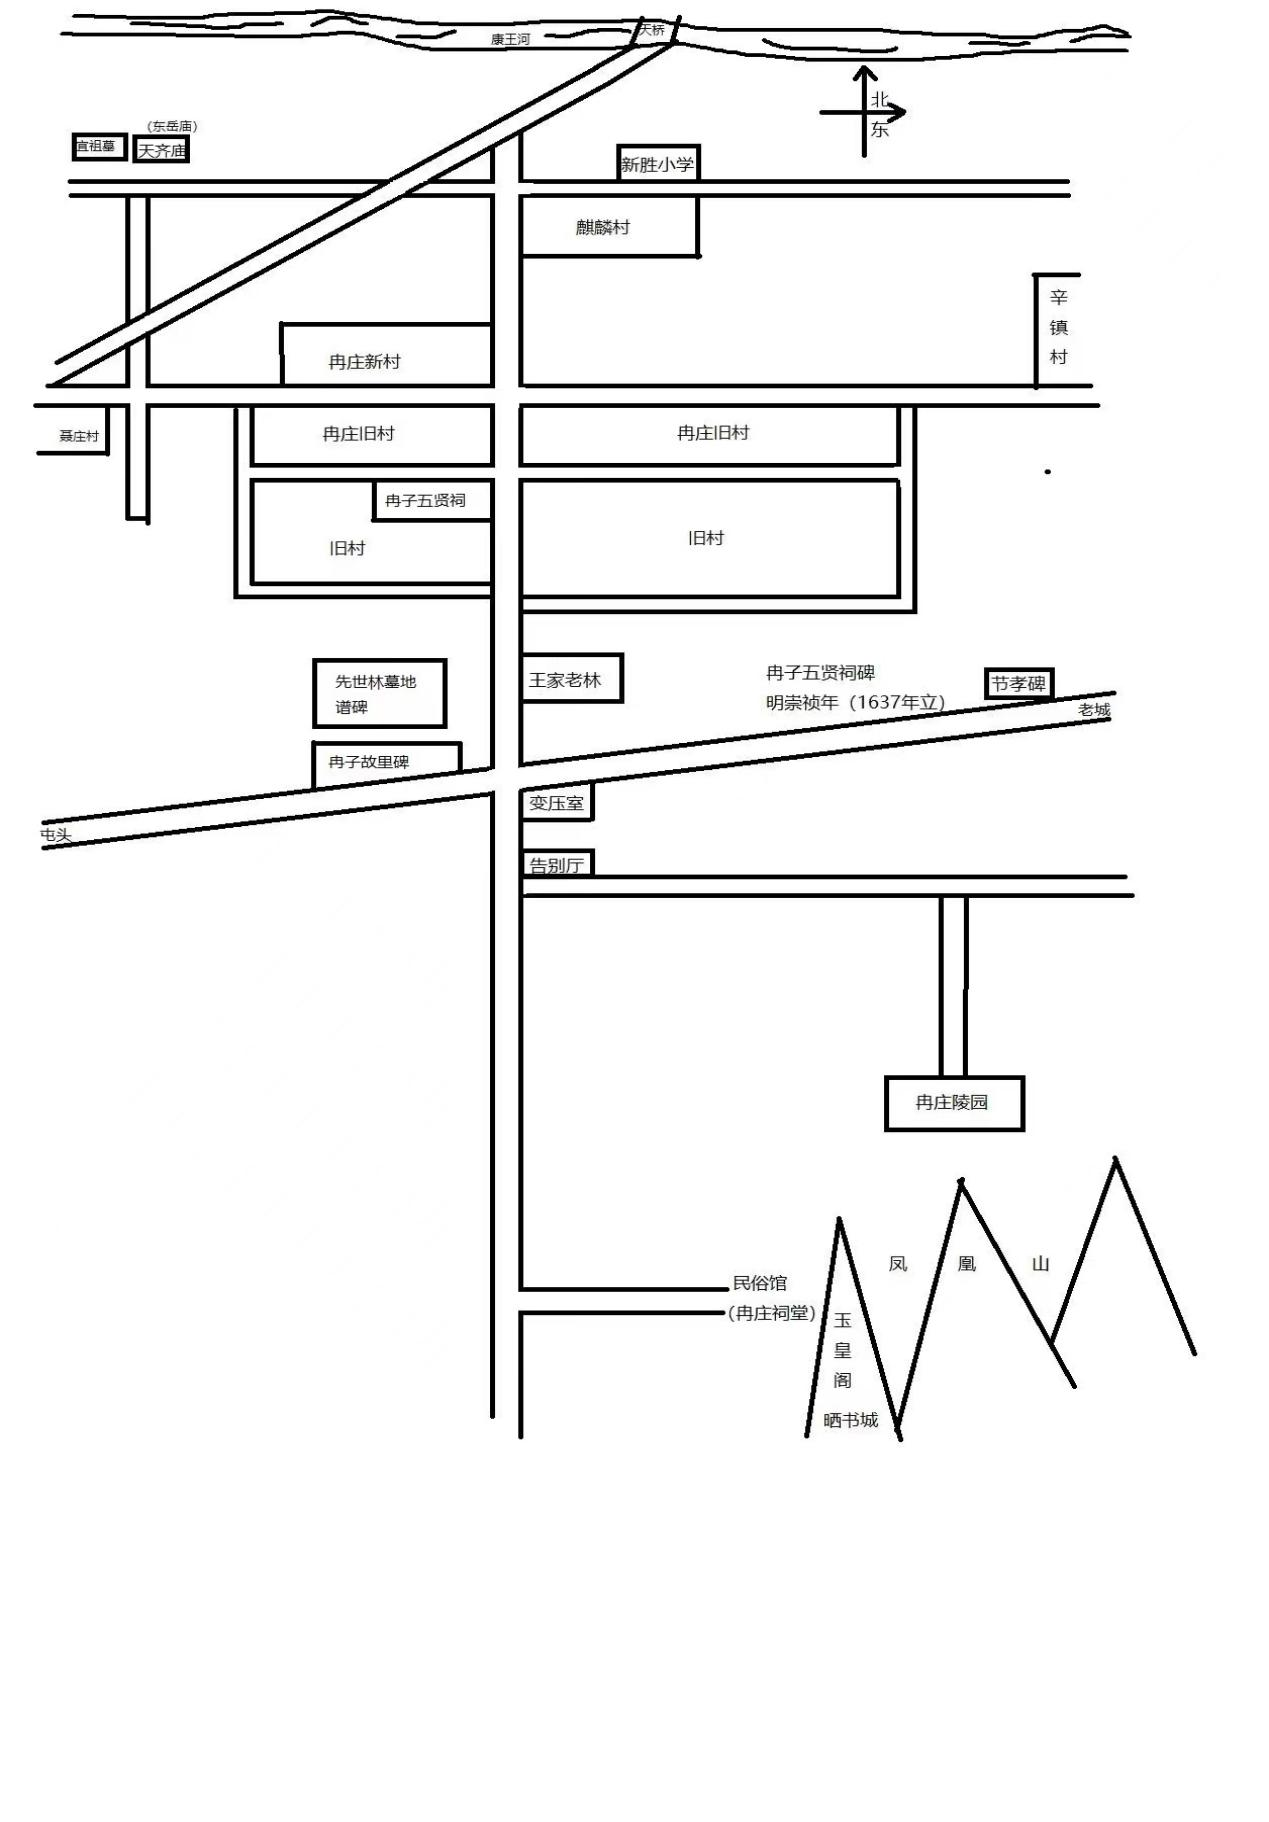 天桥
康王河
北
东
(东岳庙)
宣祖墓
天齐庙
新胜小学
麒麟村
辛
镇
村
冉庄新村
聂庄村
冉庄旧村
冉庄旧村
冉子五贤祠
旧村
旧村
先世林墓地
谱碑
王家老林
冉子五贤祠碑
明崇祯年（1637年立)
节孝碑
老城
冉子故里碑
屯头
变压室
告别厅
冉庄陵园
凤 凰 山
民俗馆
(冉庄祠堂)
玉
皇
阁
晒书城